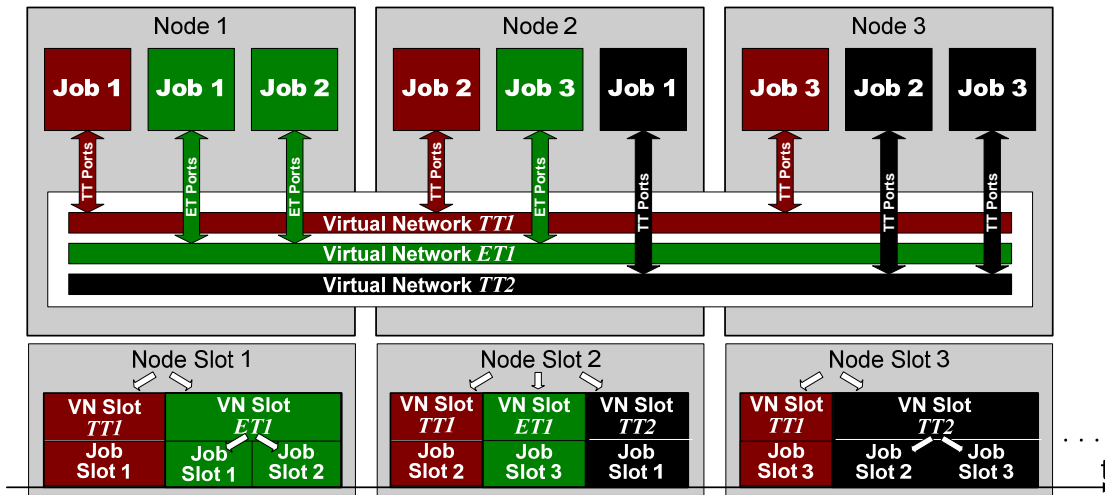 Node 1 Node 2 Node 3
Job 1 Job 1 Job 2 Job 2 Job 3 Job 1 Job 3 Job 2 Job 3
TT Ports ET Ports ET Ports TT Ports ET Ports TT Ports TT Ports TT Ports TT Ports
Virtual Network TT1
Virtual Network ET1
Virtual Network TT2
Node Slot 1 Node Slot 2 Node Slot 3
VN Slot VN Slot VN Slot VN Slot VN Slot VN Slot VN Slot
TT1 ET1 TT1 ET1 TT2 TT1 TT2
Job Job Job Job Job Job Job Job Job
Slot 1 Slot 1 Slot 2 Slot 2 Slot 3 Slot 1 Slot 3 Slot 2 Slot 3
. . . .
t